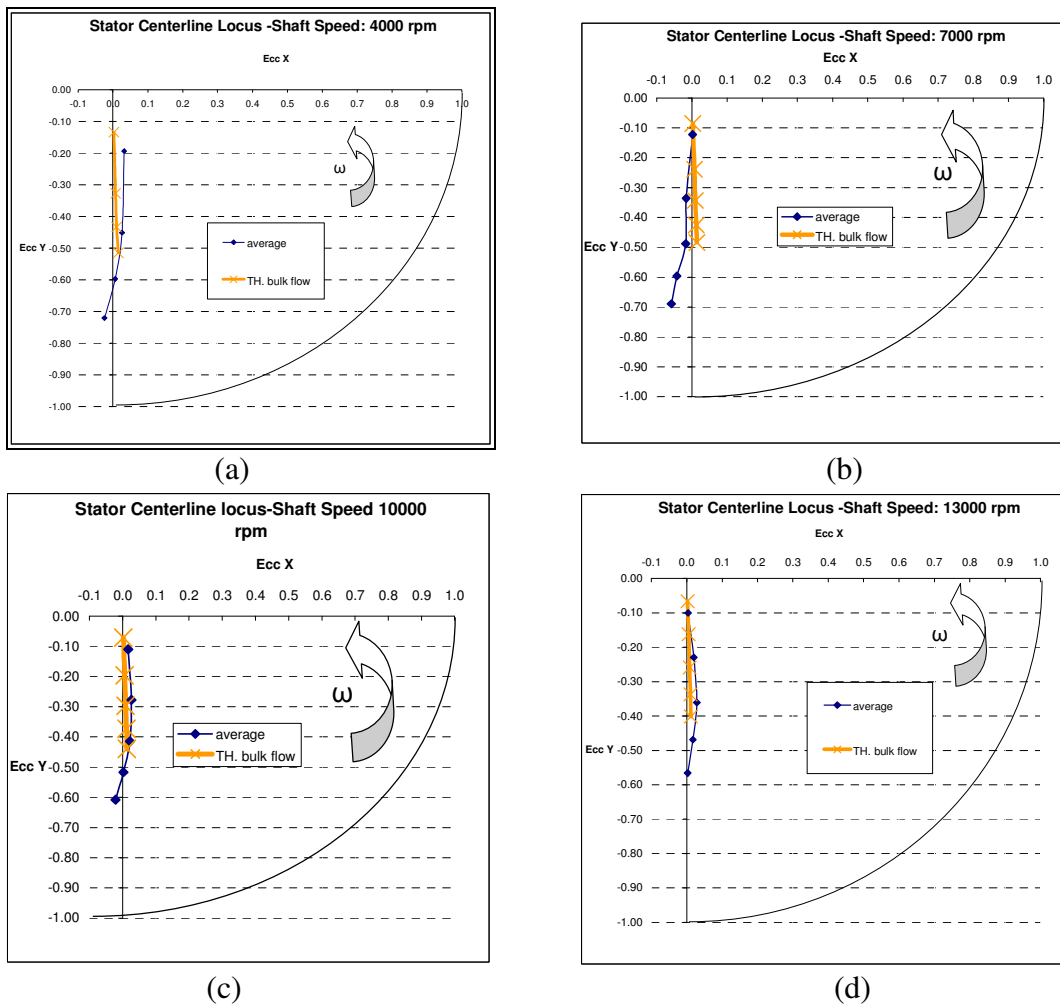 Stator Centerline Locus -Shaft Speed: 4000 rpm
Ecc X
-0.1 0.0 0.1 0.2 0.3 0.4 0.5 0.6 0.7 0.8 0.9 1.0
0.00
-0.10
-0.20
-0.30
-0.40
-0.50
-0.60
-0.70
-0.80
-0.90
-1.00
Ecc Y
ω
average
TH. bulk flow
(a)
Stator Centerline Locus -Shaft Speed: 7000 rpm
Ecc X
-0.1 0.0 0.1 0.2 0.3 0.4 0.5 0.6 0.7 0.8 0.9 1.0
0.00
-0.10
-0.20
-0.30
-0.40
-0.50
-0.60
-0.70
-0.80
-0.90
-1.00
Ecc Y
ω
average
TH. bulk flow
(b)
Stator Centerline locus-Shaft Speed 10000
rpm
Ecc X
-0.1 0.0 0.1 0.2 0.3 0.4 0.5 0.6 0.7 0.8 0.9 1.0
0.00
-0.10
-0.20
-0.30
-0.40
-0.50
-0.60
-0.70
-0.80
-0.90
-1.00
Ecc Y
ω
average
TH. bulk flow
(c)
Stator Centerline Locus -Shaft Speed: 13000 rpm
Ecc X
-0.1 0.0 0.1 0.2 0.3 0.4 0.5 0.6 0.7 0.8 0.9 1.0
0.00
-0.10
-0.20
-0.30
-0.40
-0.50
-0.60
-0.70
-0.80
-0.90
-1.00
Ecc Y
ω
average
TH. bulk flow
(d)